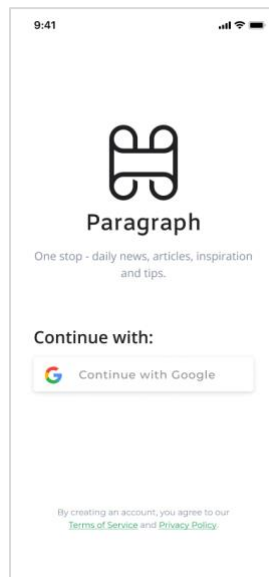 9:41
Paragraph
One stop - daily news, articles, inspiration
and tips.
Continue with:
Continue with Google
By creating an account, you agree to our
Terms of Service and Privacy Policy.